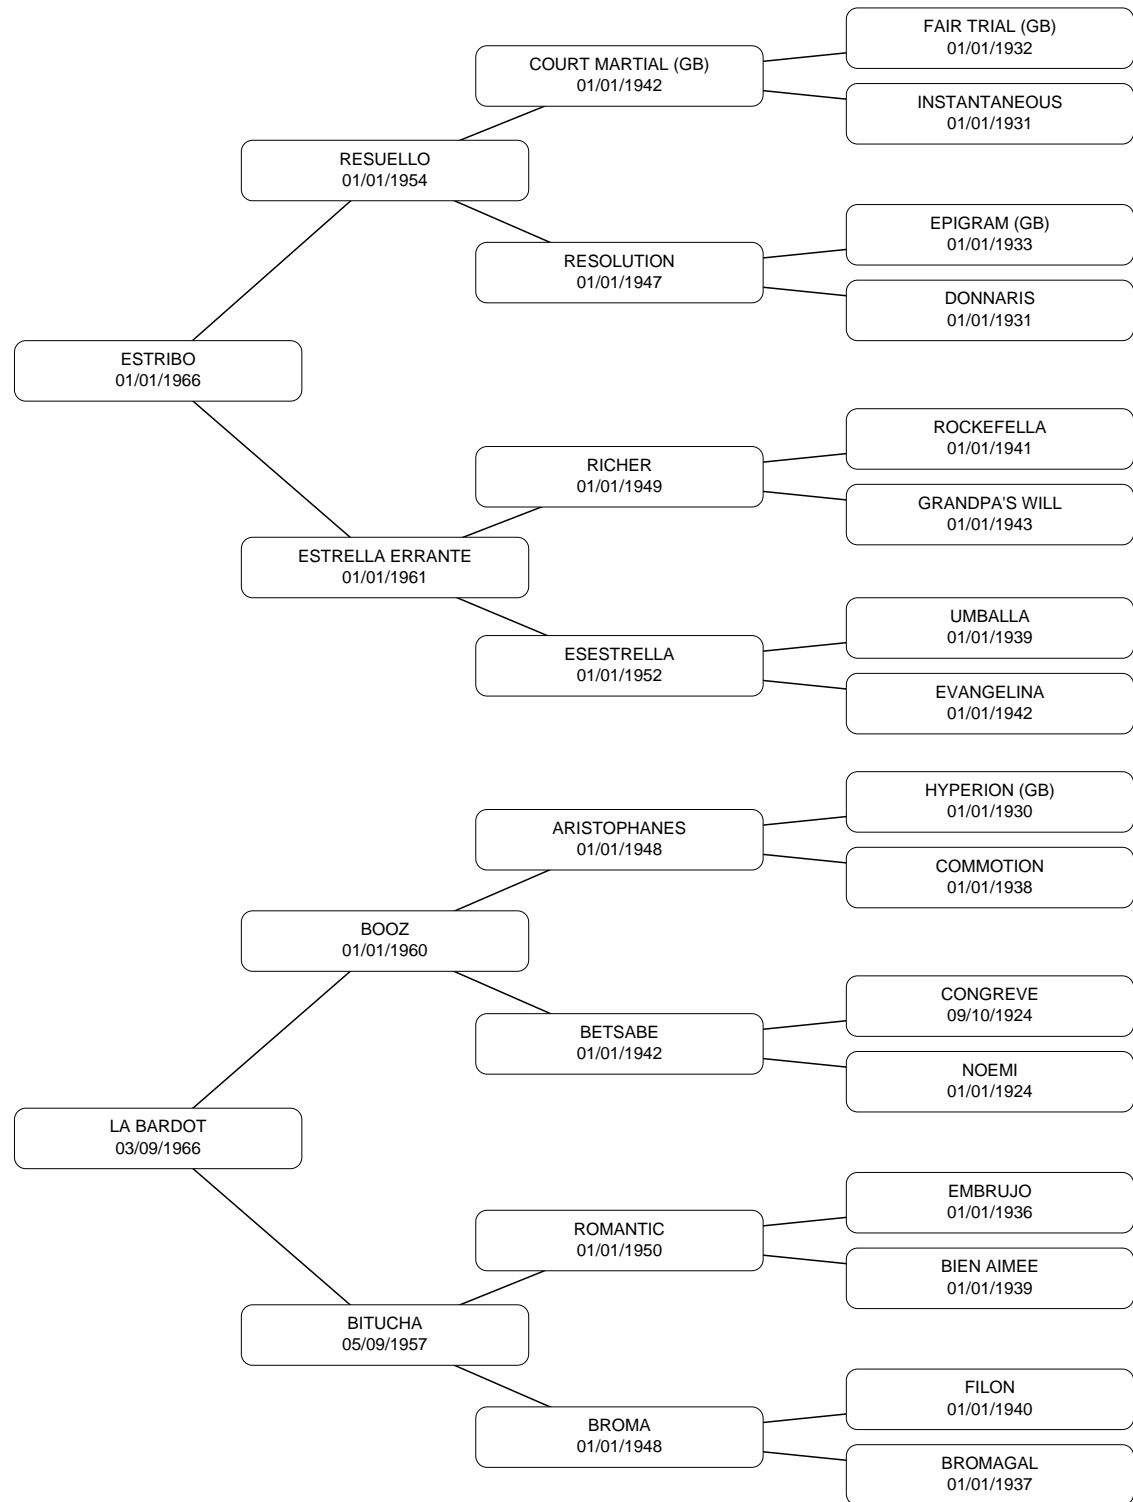 FAIR TRIAL (GB)
01/01/1932
COURT MARTIAL (GB)
01/01/1942
INSTANTANEOUS
01/01/1931
RESUELLO
01/01/1954
EPIGRAM (GB)
01/01/1933
RESOLUTION
01/01/1947
DONNARIS
01/01/1931
ESTRIBO
01/01/1966
ROCKEFELLA
01/01/1941
RICHER
01/01/1949
GRANDPA'S WILL
01/01/1943
ESTRELLA ERRANTE
01/01/1961
UMBALLA
01/01/1939
ESESTRELLA
01/01/1952
EVANGELINA
01/01/1942
HYPERION (GB)
01/01/1930
ARISTOPHANES
01/01/1948
COMMOTION
01/01/1938
BOOZ
01/01/1960
CONGREVE
09/10/1924
BETSABE
01/01/1942
NOEMI
01/01/1924
LA BARDOT
03/09/1966
EMBRUJO
01/01/1936
ROMANTIC
01/01/1950
BIEN AIMEE
01/01/1939
BITUCHA
05/09/1957
FILON
01/01/1940
BROMA
01/01/1948
BROMAGAL
01/01/1937